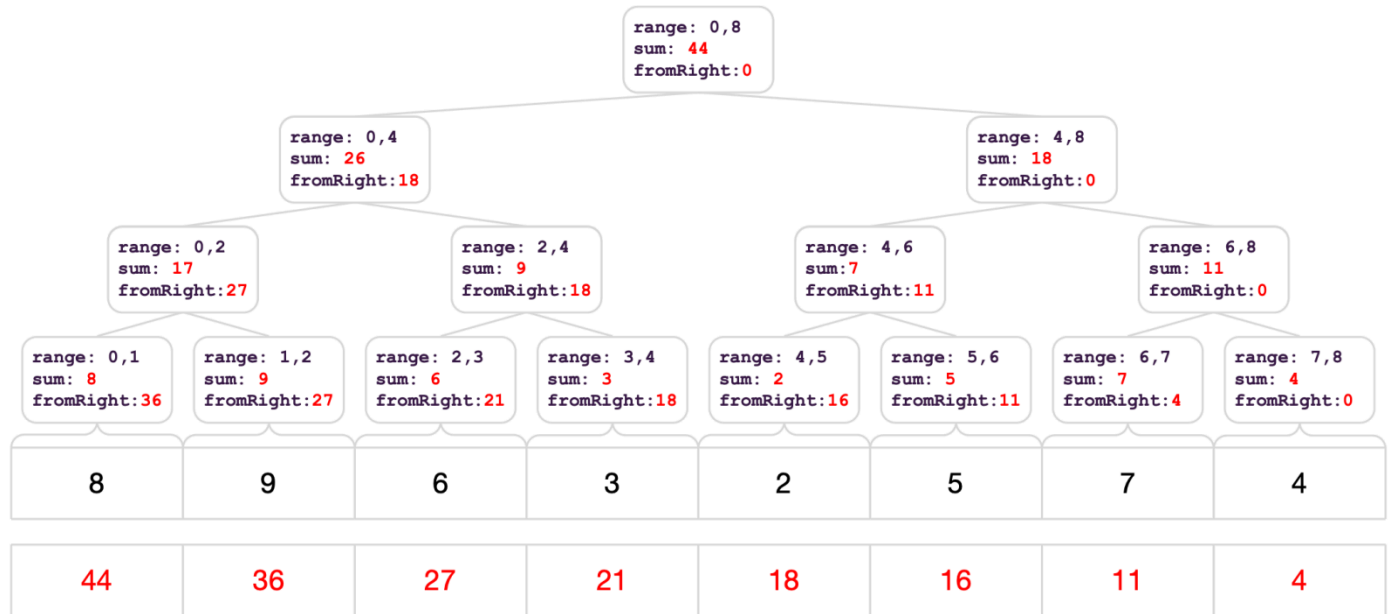 range: 0,8
sum: 44
fromRight:0
range: 0,4
sum: 26
fromRight:18
range: 4,8
sum: 18
fromRight:0
range: 0,2
sum: 17
fromRight:27
range: 2,4
sum: 9
fromRight:18
range: 4,6
sum:7
fromRight:11
range: 6,8
sum: 11
fromRight:0
range: 0,1
sum: 8
fromRight:36
range: 1,2
sum: 9
fromRight:27
range: 2,3
sum: 6
fromRight:21
range: 3,4
sum: 3
fromRight:18
range: 4,5
sum: 2
fromRight:16
range: 5,6
sum: 5
fromRight:11
range: 6,7
sum: 7
fromRight:4
range: 7,8
sum: 4
fromRight:0
8 9 6 3 2 5 7 4
44 36 27 21 18 16 11 4